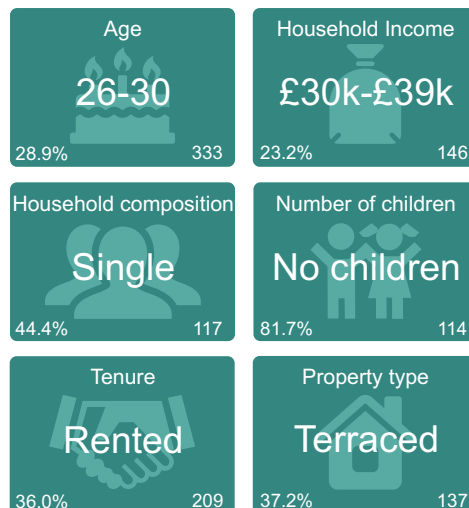 Age
26-30
28.9% 333
Household Income
£30k-£39k
23.2% 146
Household composition
Single
44.4% 117
Number of children
No children
81.7% 114
Tenure
Rented
36.0% 209
Property type
Terraced
37.2% 137